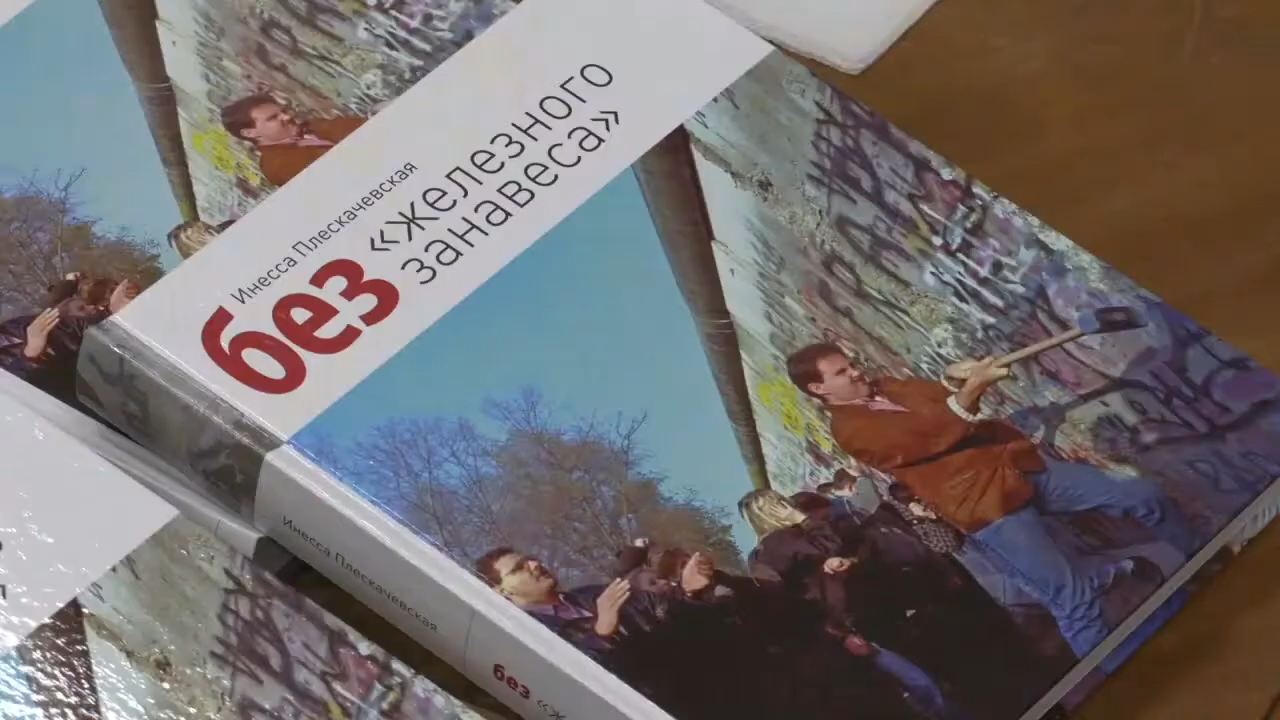 Инесса Плескачевская
без «железного
занавеса»
Инесса Плескачевская
без «ж